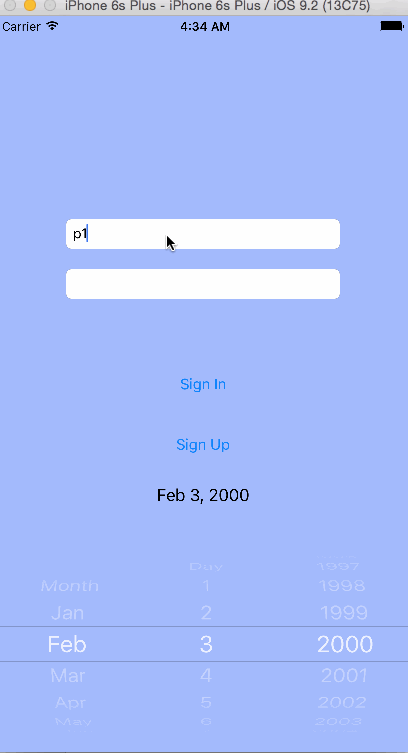 iPhone 6s Plus - iPhone 6s Plus / iOS 9.2 (13C75)
Carrier 4:34 AM
p1
Sign In
Sign Up
Feb 3, 2000
Day 1997
Month 1 1998
Jan 2 1999
Feb 3 2000
Mar 4 2001
Apr 5 2002
May 6 2003